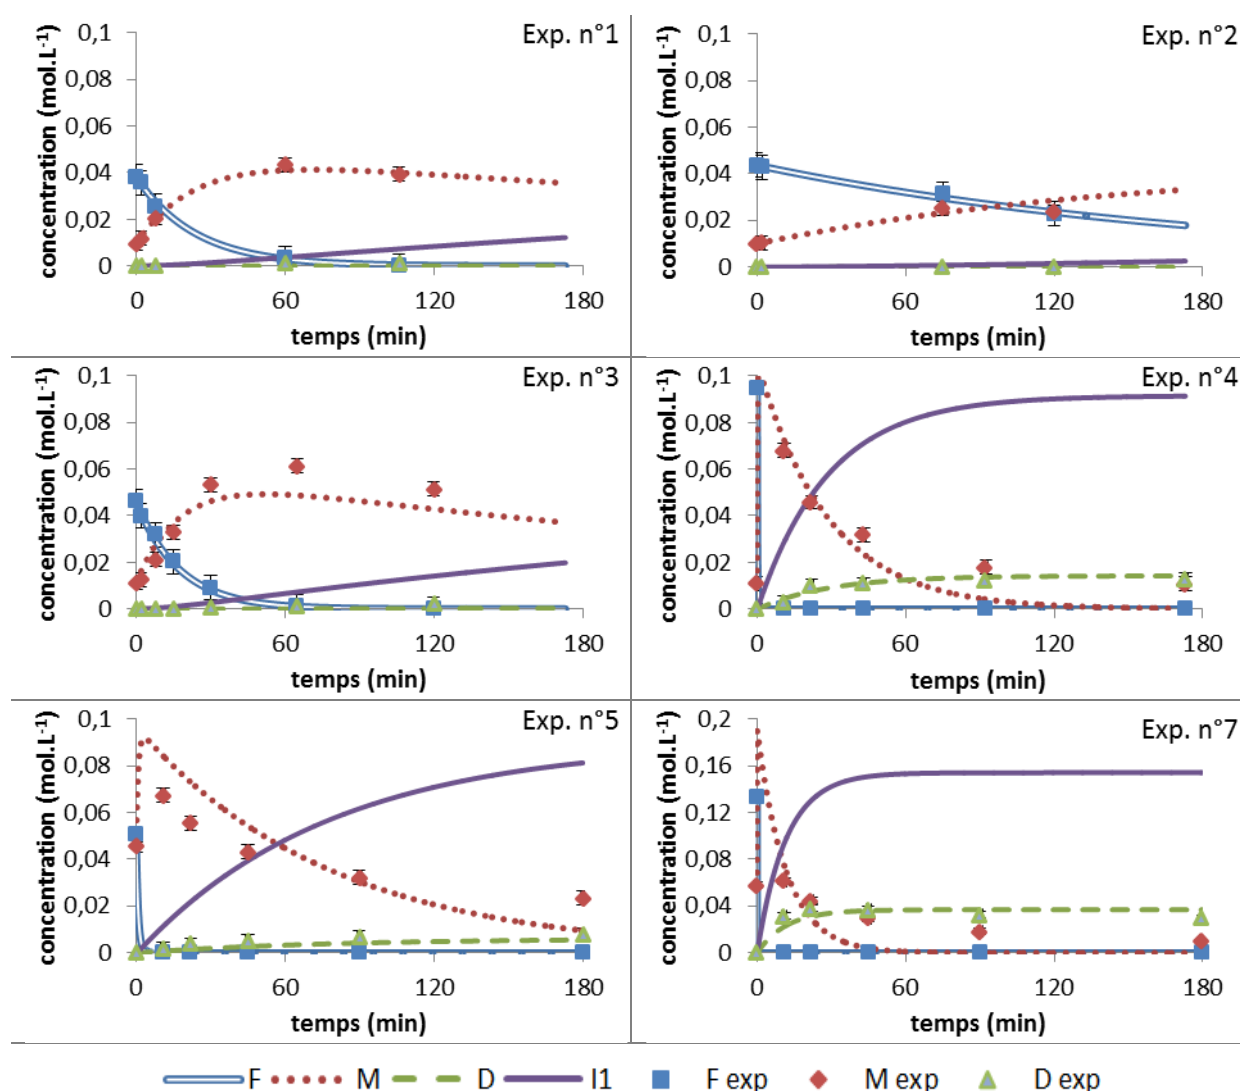 Exp. n°1
concentration (mol.L-1)
0,1
0,08
0,06
0,04
0,02
0
0 60 120 180
temps (min)
Exp. n°2
concentration (mol.L-1)
0,1
0,08
0,06
0,04
0,02
0
0 60 120 180
temps (min)
Exp. n°3
concentration (mol.L-1)
0,1
0,08
0,06
0,04
0,02
0
0 60 120 180
temps (min)
Exp. n°4
concentration (mol.L-1)
0,1
0,08
0,06
0,04
0,02
0
0 60 120 180
temps (min)
Exp. n°5
concentration (mol.L-1)
0,1
0,08
0,06
0,04
0,02
0
0 60 120 180
temps (min)
Exp. n°7
concentration (mol.L-1)
0,2
0,16
0,12
0,08
0,04
0
0 60 120 180
temps (min)
F M D I1 F exp M exp D exp